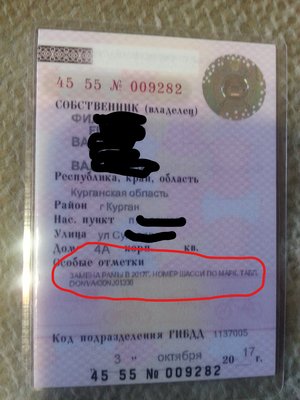 45 55 № 009282
СОБСТВЕННИК (владелец)
Республика, край, область
Курганская область
Район г Курган
Нас. пункт
Улица ул
Дом 4А корп. кв.
Особые отметки
ЗАМЕНА РАМЫ В 2017Г. НОМЕР ШАССИ ПО МАРК. ТАБЛ.
Код подразделения ГИБДД 1137005
3 октября 2017г.
45 55 № 009282